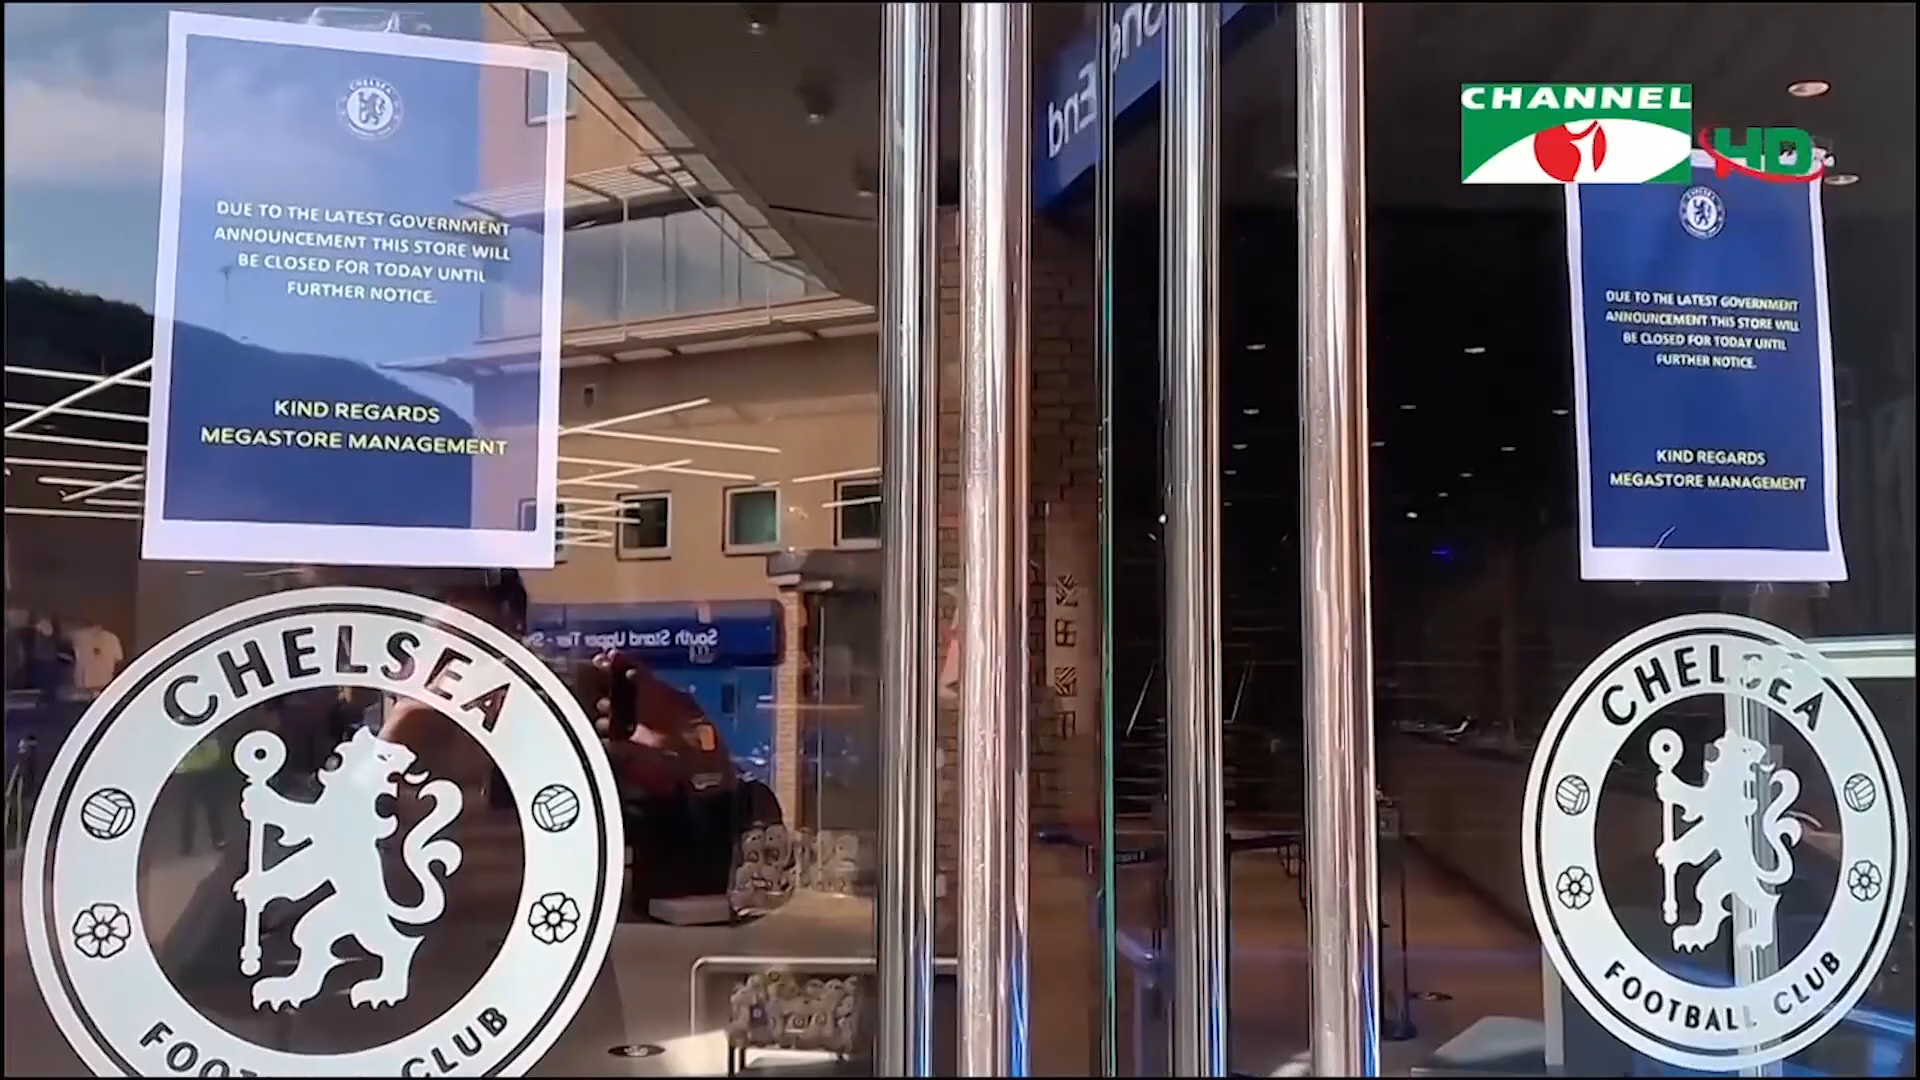 CHELSEA
DUE TO THE LATEST GOVERNMENT
ANNOUNCEMENT THIS STORE WILL
BE CLOSED FOR TODAY UNTIL
FURTHER NOTICE.
KIND REGARDS
MEGASTORE MANAGEMENT
CHELSEA
FOOTBALL CLUB
South Stand Upper Tier
End
CHANNEL
HD
DUE TO THE LATEST GOVERNMENT
ANNOUNCEMENT THIS STORE WILL
BE CLOSED FOR TODAY UNTIL
FURTHER NOTICE.
KIND REGARDS
MEGASTORE MANAGEMENT
CHELSEA
FOOTBALL CLUB